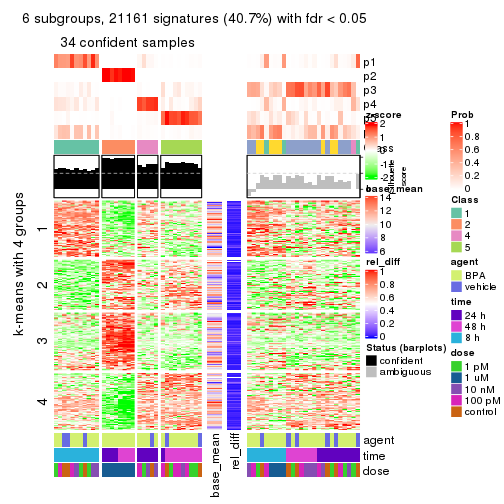 6 subgroups, 21161 signatures (40.7%) with fdr < 0.05
34 confident samples
p1
p2
p3
p4
k-means with 4 groups
1
2
3
4
base_mean
rel_diff
agent
time
dose
z-score
2
-2
silhouette
score
base_mean
14
12
10
8
6
rel_diff
1
0.8
0.6
0.4
0.2
0
Status (barplots)
confident
ambiguous
Prob
1
0.8
0.6
0.4
0.2
0
Class
1
2
4
5
agent
BPA
vehicle
time
24 h
48 h
8 h
dose
1 pM
1 uM
10 nM
100 pM
control